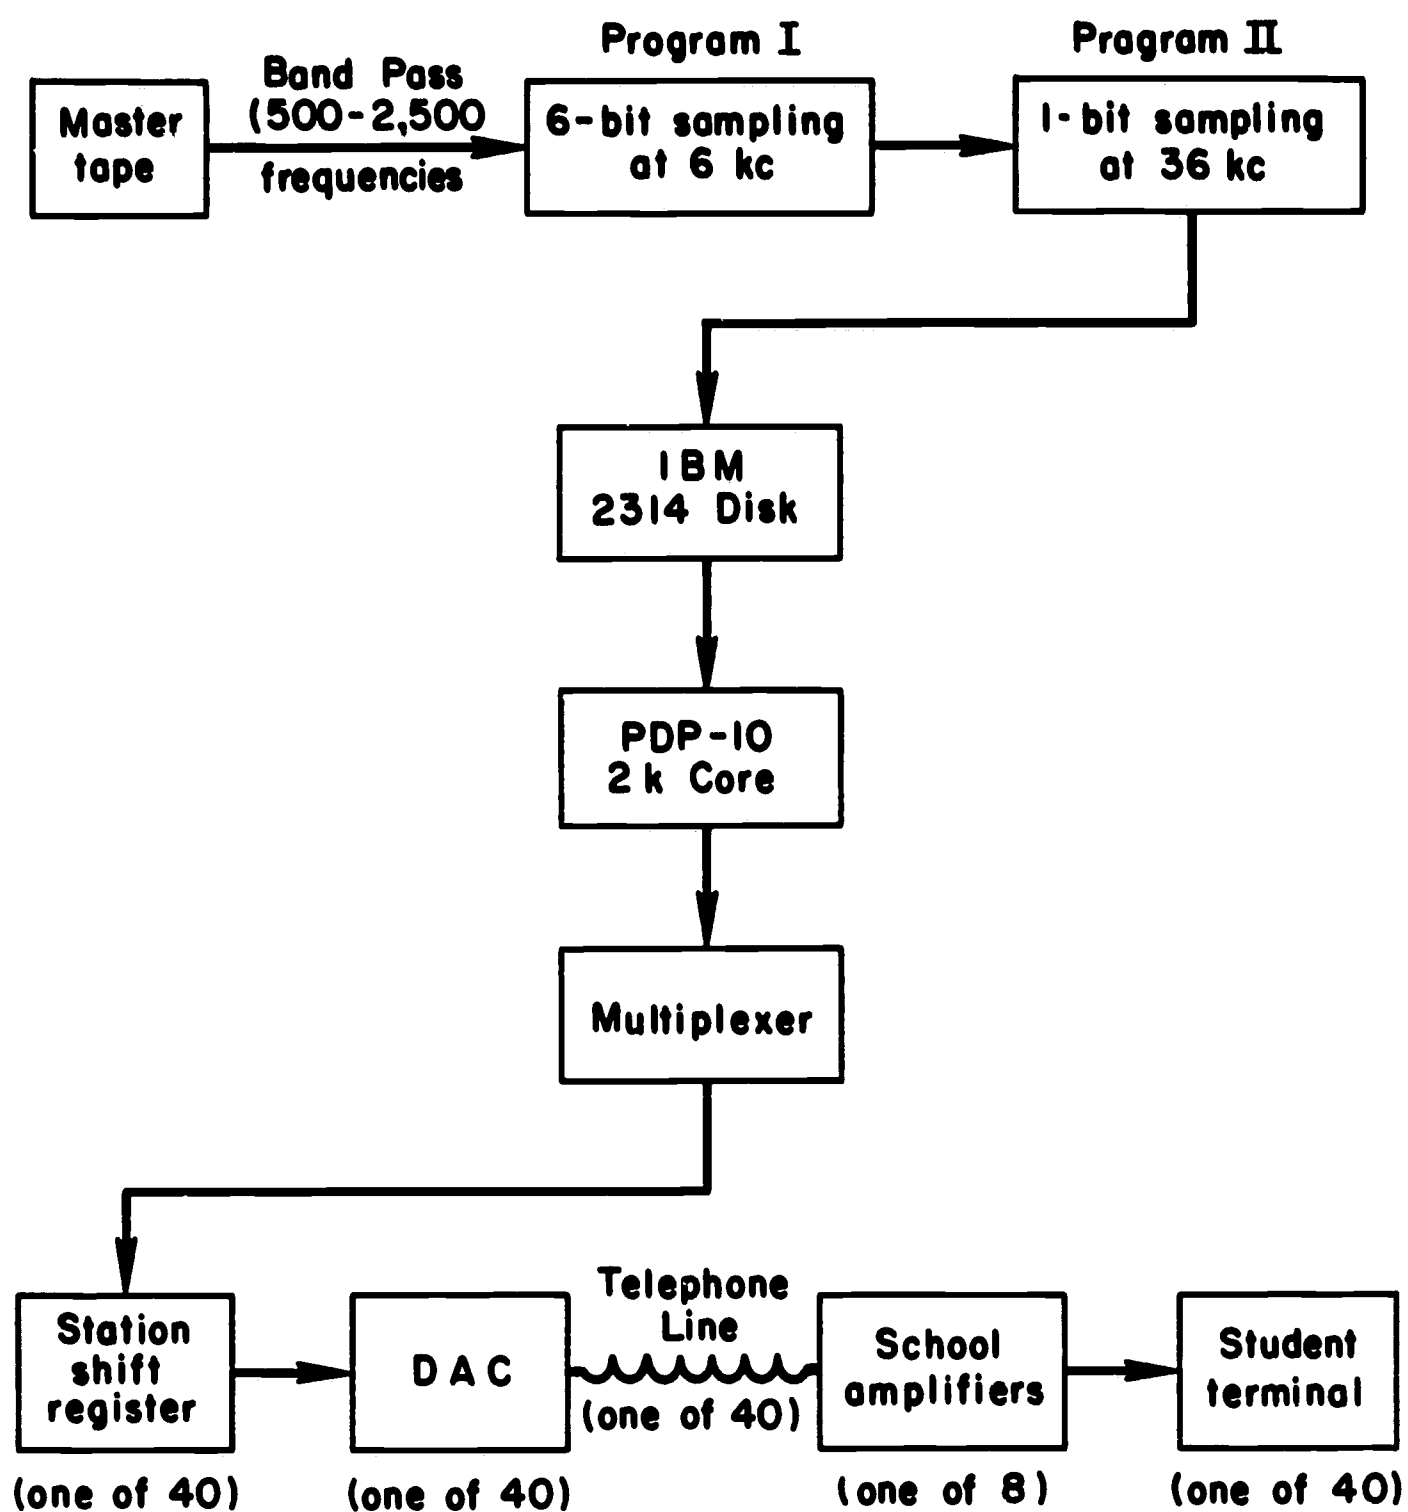 Program I
Pragram II
Master
tape
Band Pass
(500-2,500
frequencies
6-bit sampling
at 6 kc
1-bit sampling
at 36 kc
IBM
2314 Disk
PDP-10
2k Core
Multiplexer
Station
shift
register
(one of 40)
DAC
(one of 40)
Telephone
Line
(one of 40)
School
amplifiers
(one of 8)
Student
terminal
(one of 40)